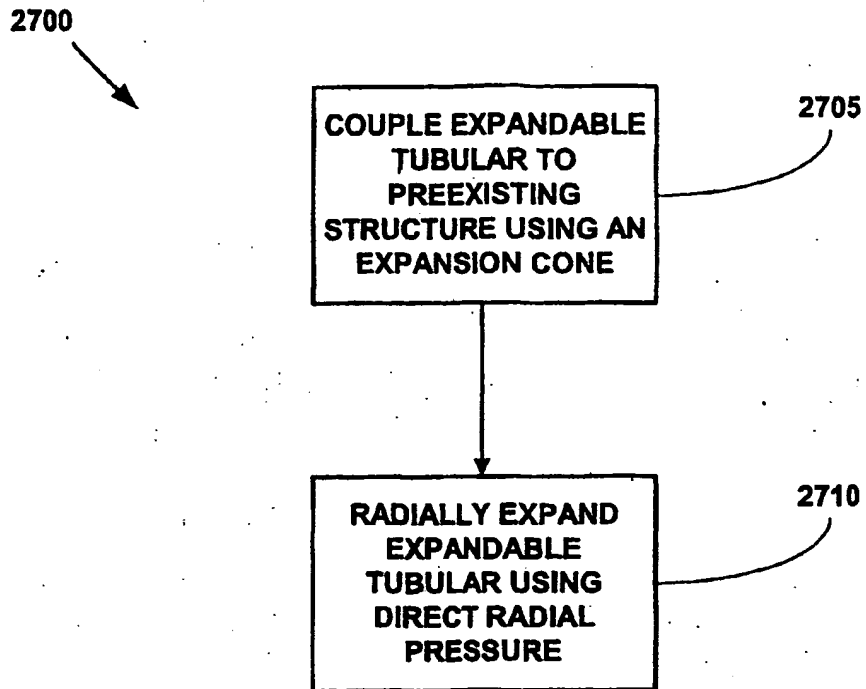 2700
COUPLE EXPANDABLE
TUBULAR TO
PREEXISTING
STRUCTURE USING AN
EXPANSION CONE
2705
RADIALLY EXPAND
EXPANDABLE
TUBULAR USING
DIRECT RADIAL
PRESSURE
2710